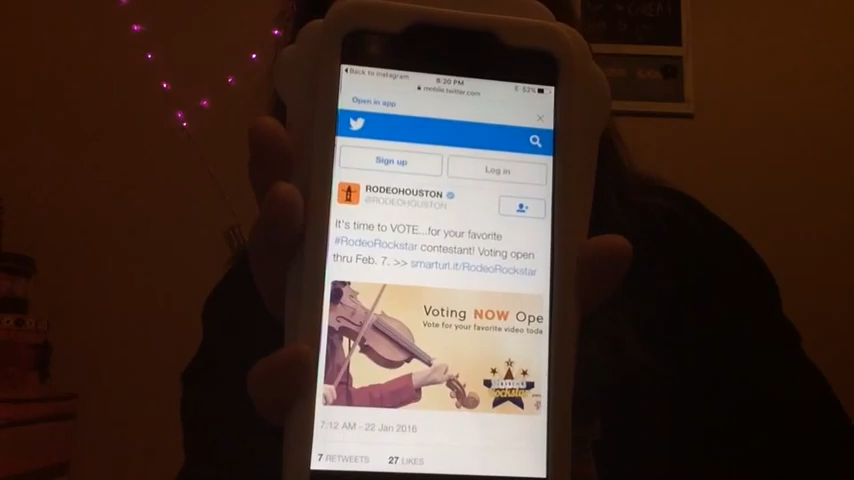 Back to Instagram
8:20 PM
52%
mobile.twitter.com
Open in app
Sign up
Log in
RODEOHOUSTON
@RODEOHOUSTON
It's time to VOTE...for your favorite
#RodeoRockstar contestant! Voting open
thru Feb. 7. >> smarturl.it/RodeoRockstar
Voting NOW Ope
Vote for your favorite video toda
Rockstar
7:12 AM - 22 Jan 2016
7 RETWEETS 27 LIKES